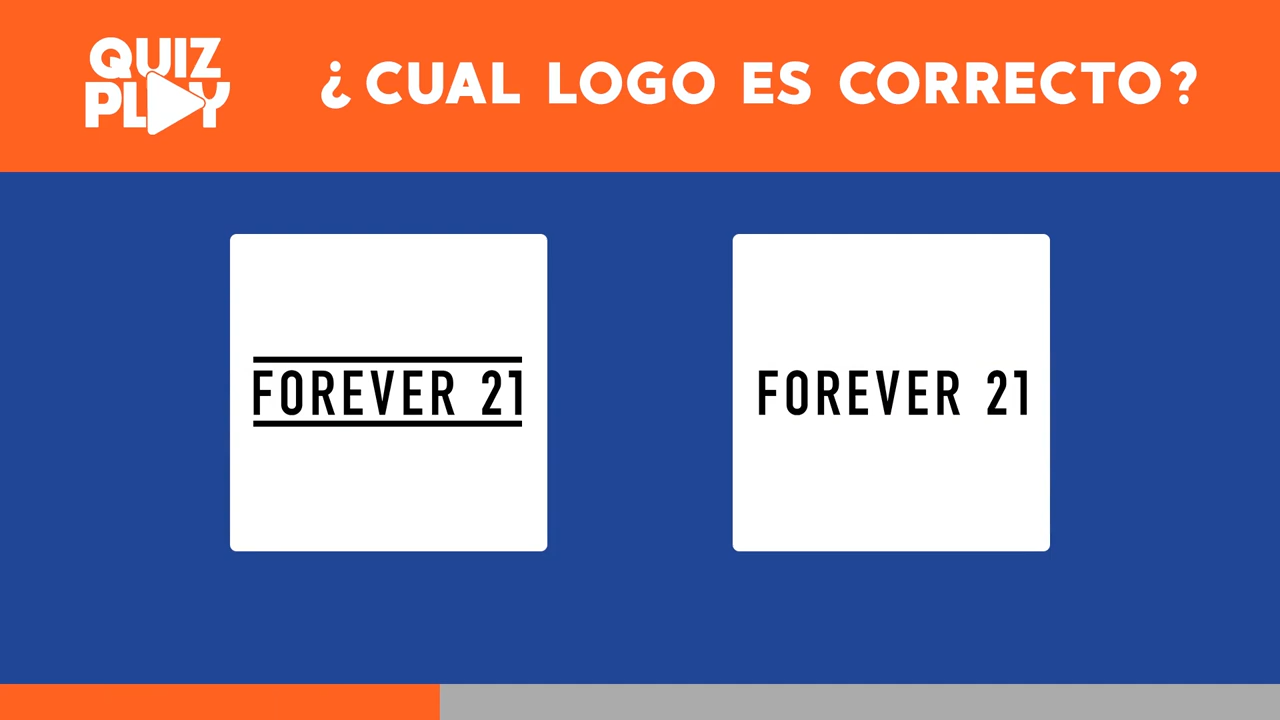 QUIZ
PLAY
¿CUAL LOGO ES CORRECTO?
FOREVER 21
FOREVER 21